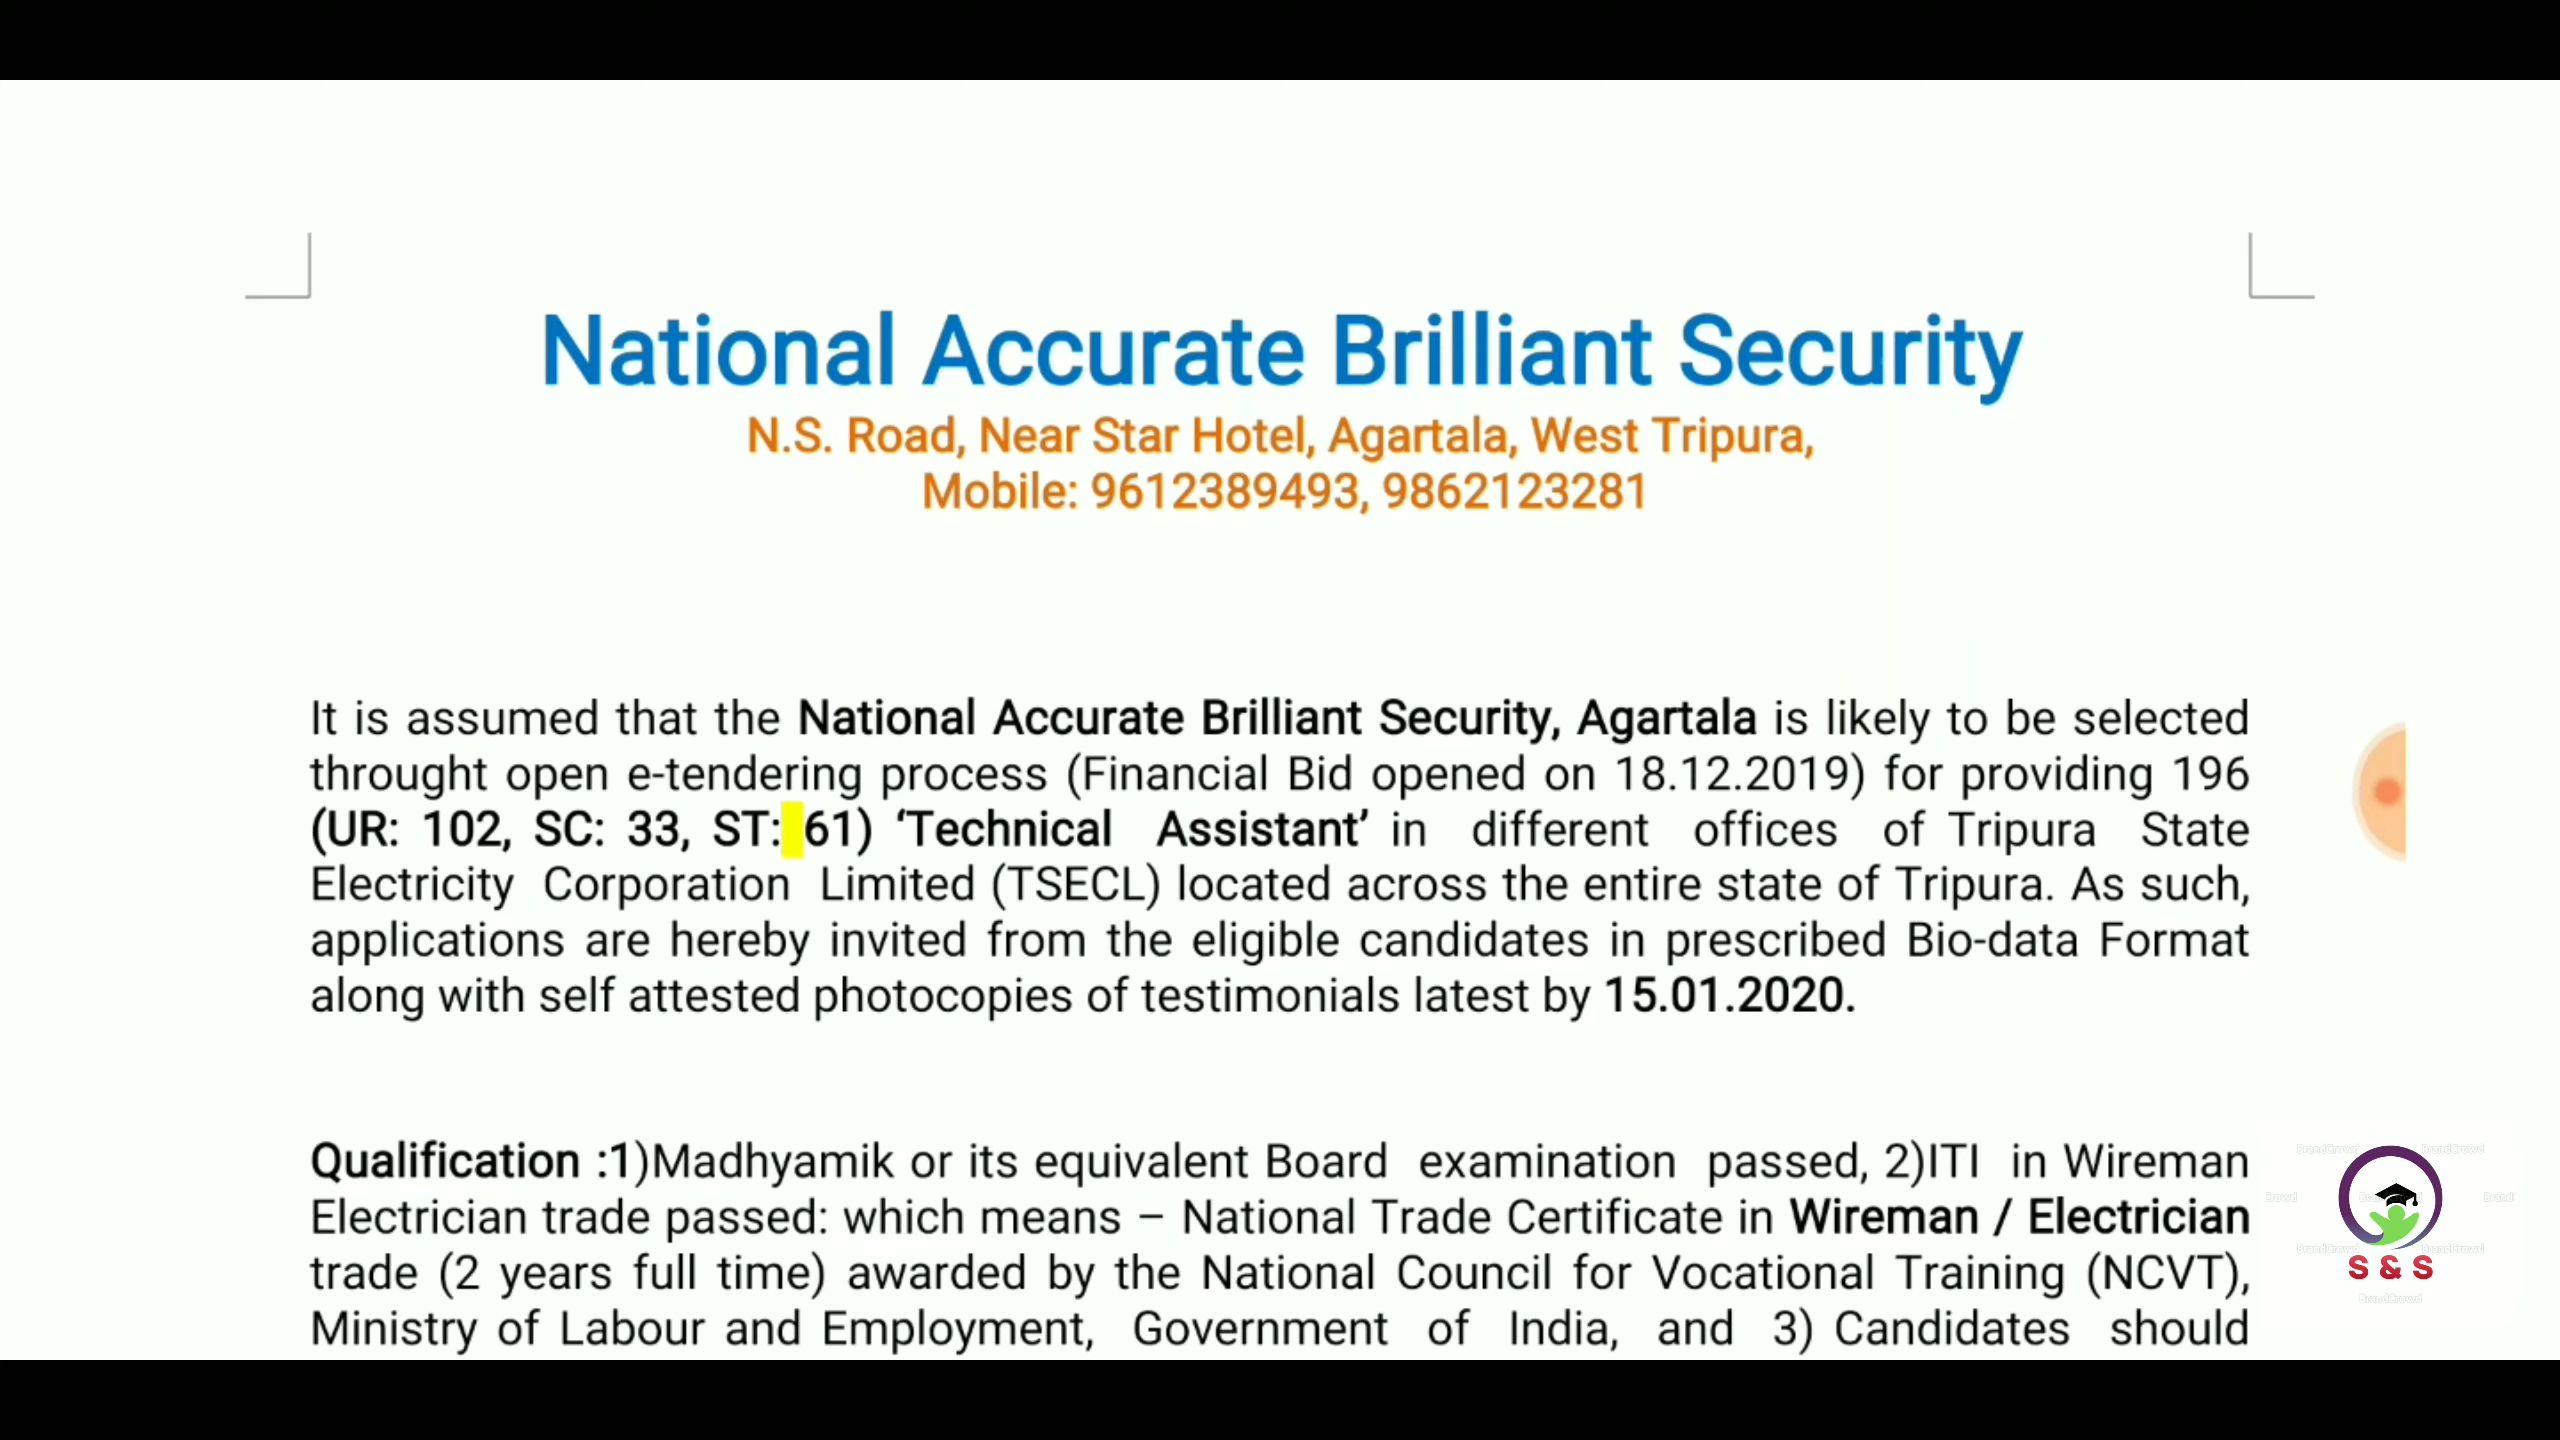 National Accurate Brilliant Security
N.S. Road, Near Star Hotel, Agartala, West Tripura,
Mobile: 9612389493, 9862123281
It is assumed that the National Accurate Brilliant Security, Agartala is likely to be selected
throught open e-tendering process (Financial Bid opened on 18.12.2019) for providing 196
(UR: 102, SC: 33, ST: 61) ‘Technical Assistant’ in different offices of Tripura State
Electricity Corporation Limited (TSECL) located across the entire state of Tripura. As such,
applications are hereby invited from the eligible candidates in prescribed Bio-data Format
along with self attested photocopies of testimonials latest by 15.01.2020.
Qualification :1)Madhyamik or its equivalent Board examination passed, 2)ITI in Wireman
Electrician trade passed: which means – National Trade Certificate in Wireman / Electrician
trade (2 years full time) awarded by the National Council for Vocational Training (NCVT),
Ministry of Labour and Employment, Government of India, and 3) Candidates should
BrandCrowd BrandCrowd
Crowd Brand
BrandCrowd BrandCrowd
S & S
BrandCrowd